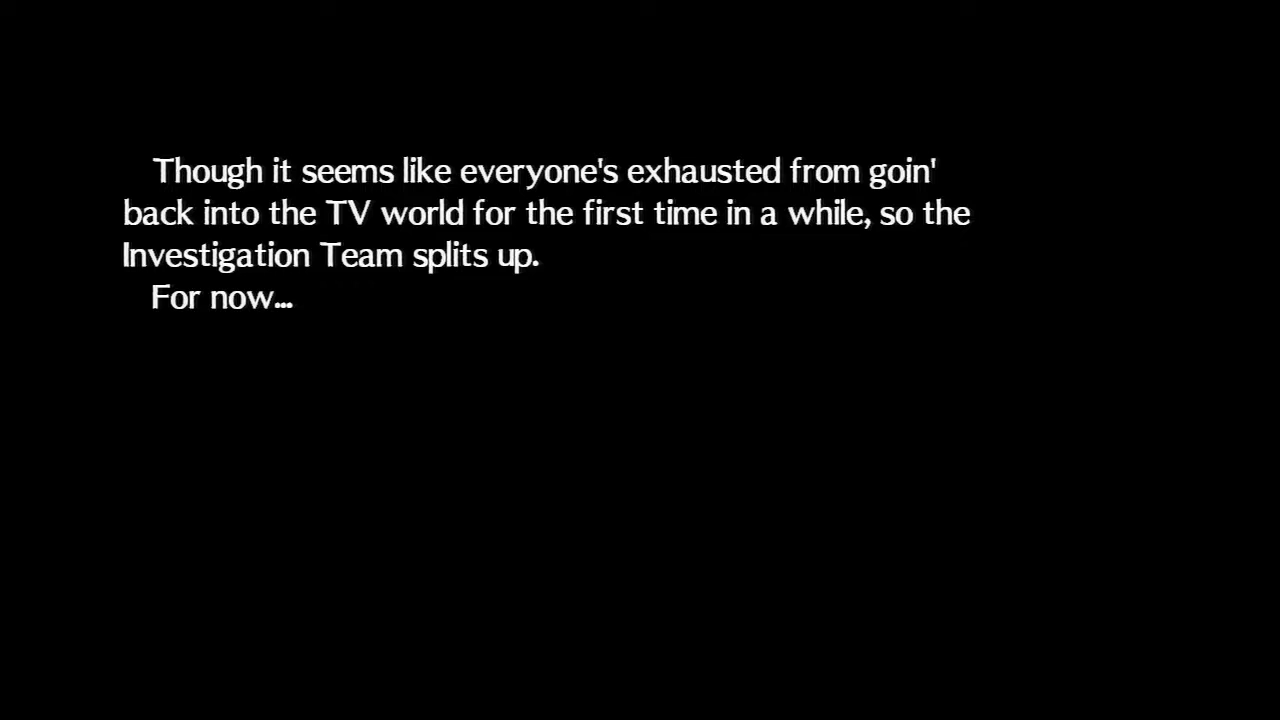 Though it seems like everyone's exhausted from goin'
back into the TV world for the first time in a while, so the
Investigation Team splits up.
For now...